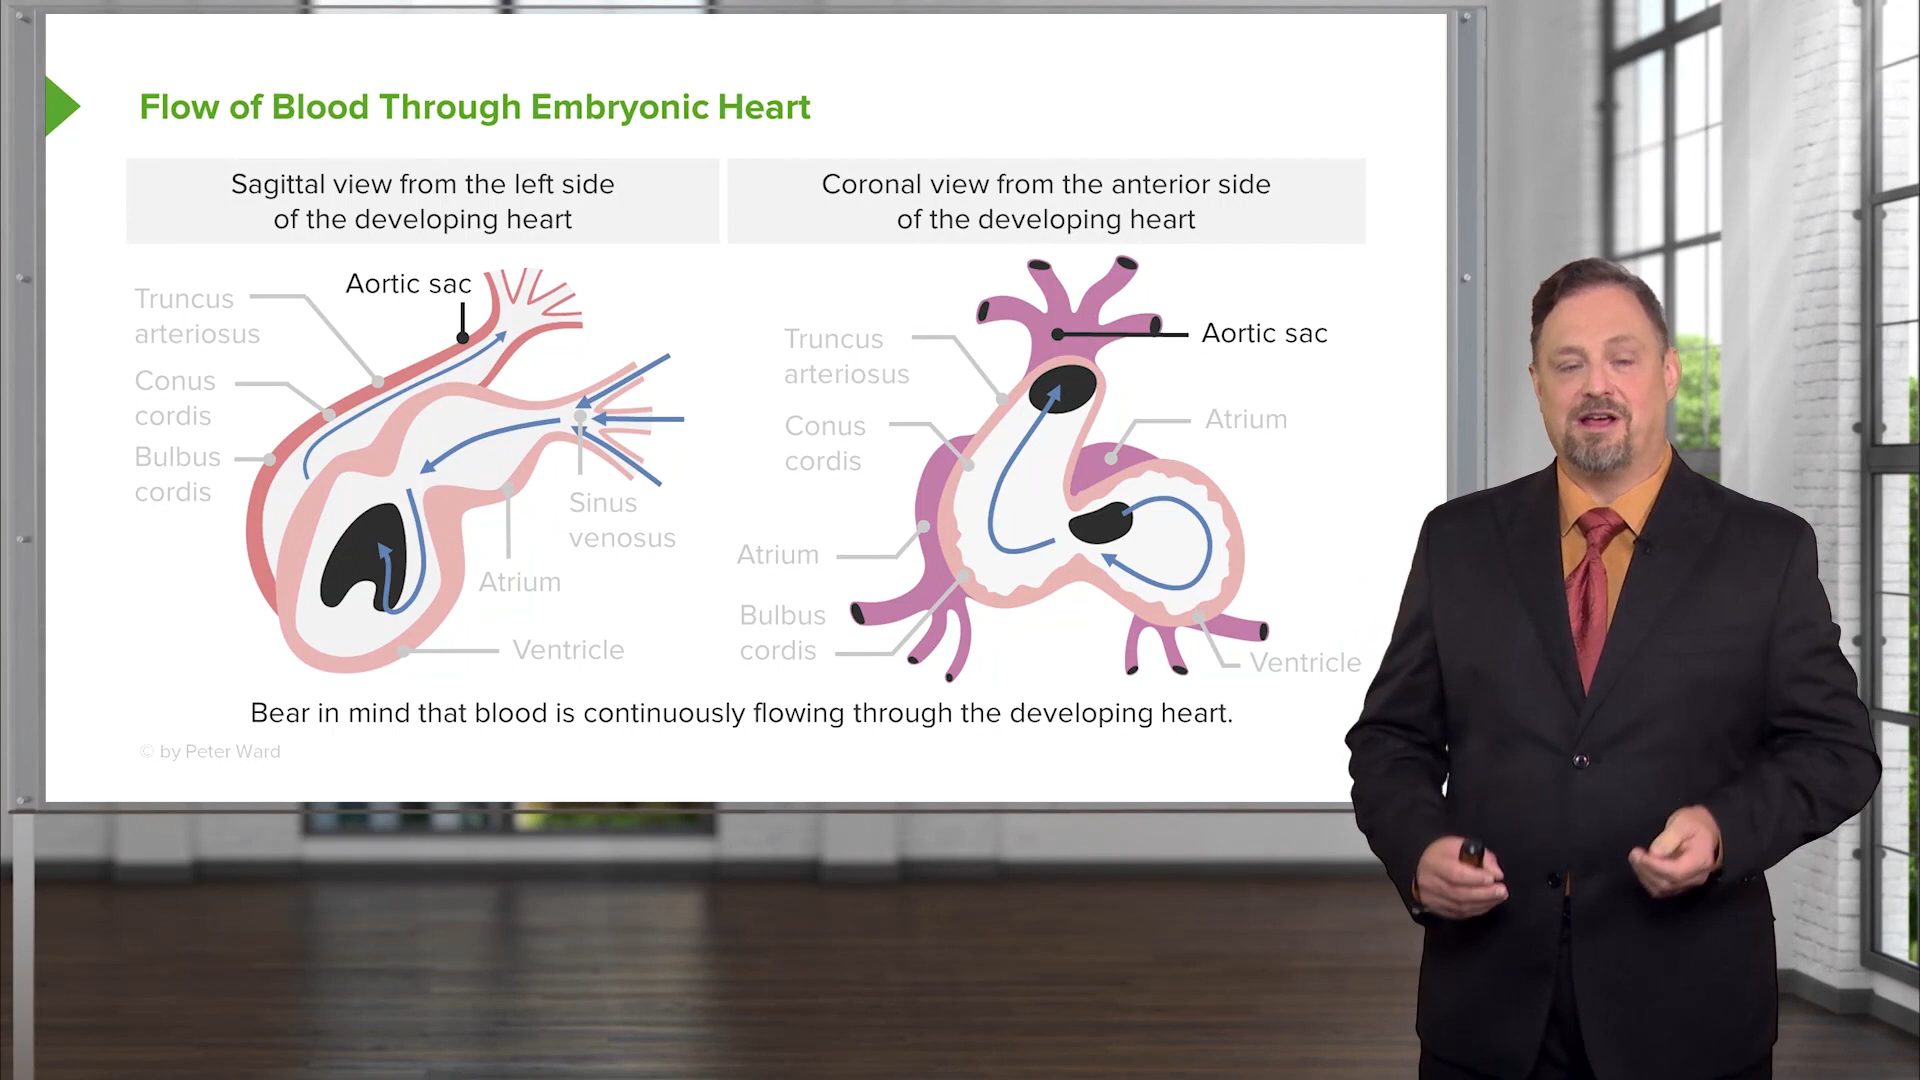 Flow of Blood Through Embryonic Heart
Sagittal view from the left side
of the developing heart
Coronal view from the anterior side
of the developing heart
Aortic sac
Truncus
arteriosus
Conus
cordis
Bulbus
cordis
Sinus
venosus
Atrium
Ventricle
Aortic sac
Truncus
arteriosus
Conus
cordis
Atrium
Atrium
Bulbus
cordis
Ventricle
Bear in mind that blood is continuously flowing through the developing heart.
© by Peter Ward